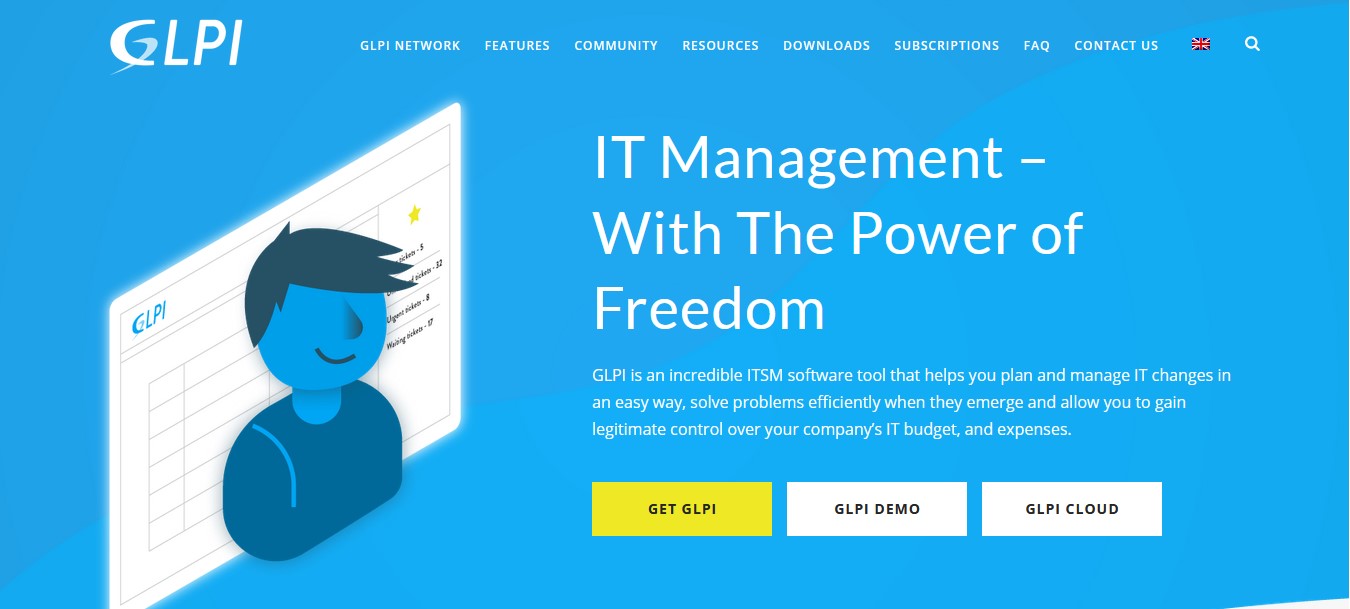 GLPI
GLPI NETWORK FEATURES COMMUNITY RESOURCES DOWNLOADS SUBSCRIPTIONS FAQ CONTACT US
IT Management –
With The Power of
Freedom
GLPI is an incredible ITSM software tool that helps you plan and manage IT changes in
an easy way, solve problems efficiently when they emerge and allow you to gain
legitimate control over your company’s IT budget, and expenses.
GET GLPI
GLPI DEMO
GLPI CLOUD
GLPI
tickets - 5
tickets - 32
Urgent tickets - 8
Waiting tickets - 17